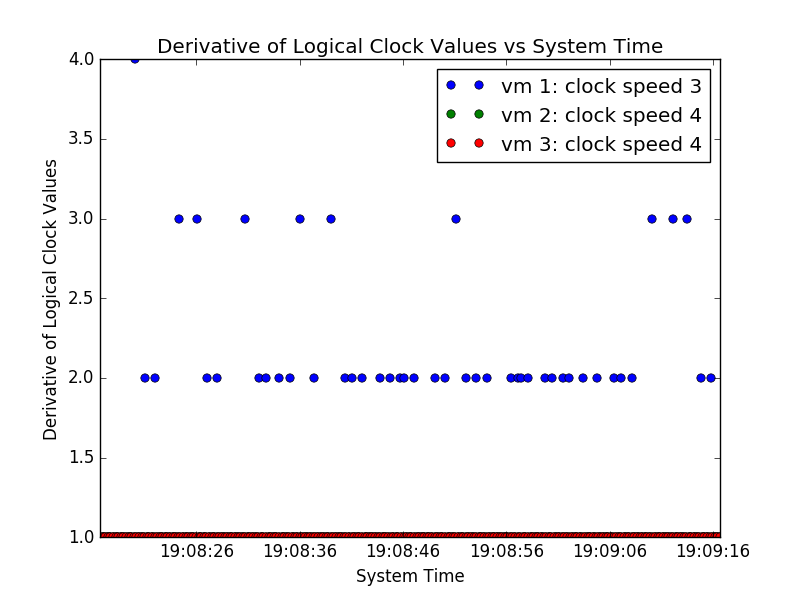 Derivative of Logical Clock Values vs System Time
4.0
3.5
3.0
2.5
2.0
1.5
1.0
Derivative of Logical Clock Values
vm 1: clock speed 3
vm 2: clock speed 4
vm 3: clock speed 4
19:08:26 19:08:36 19:08:46 19:08:56 19:09:06 19:09:16
System Time